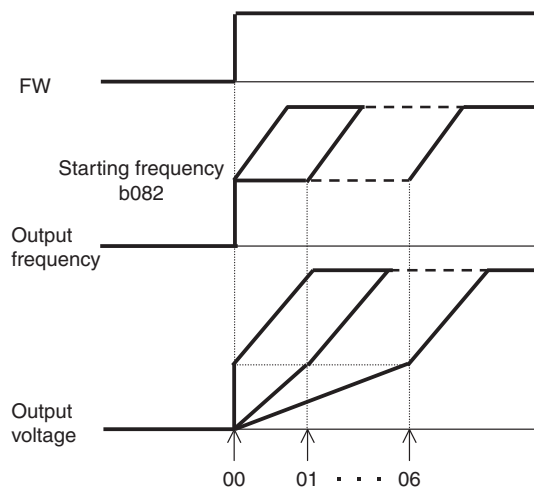 FW
Starting frequency
b082
Output
frequency
Output
voltage
00 01 · · · 06